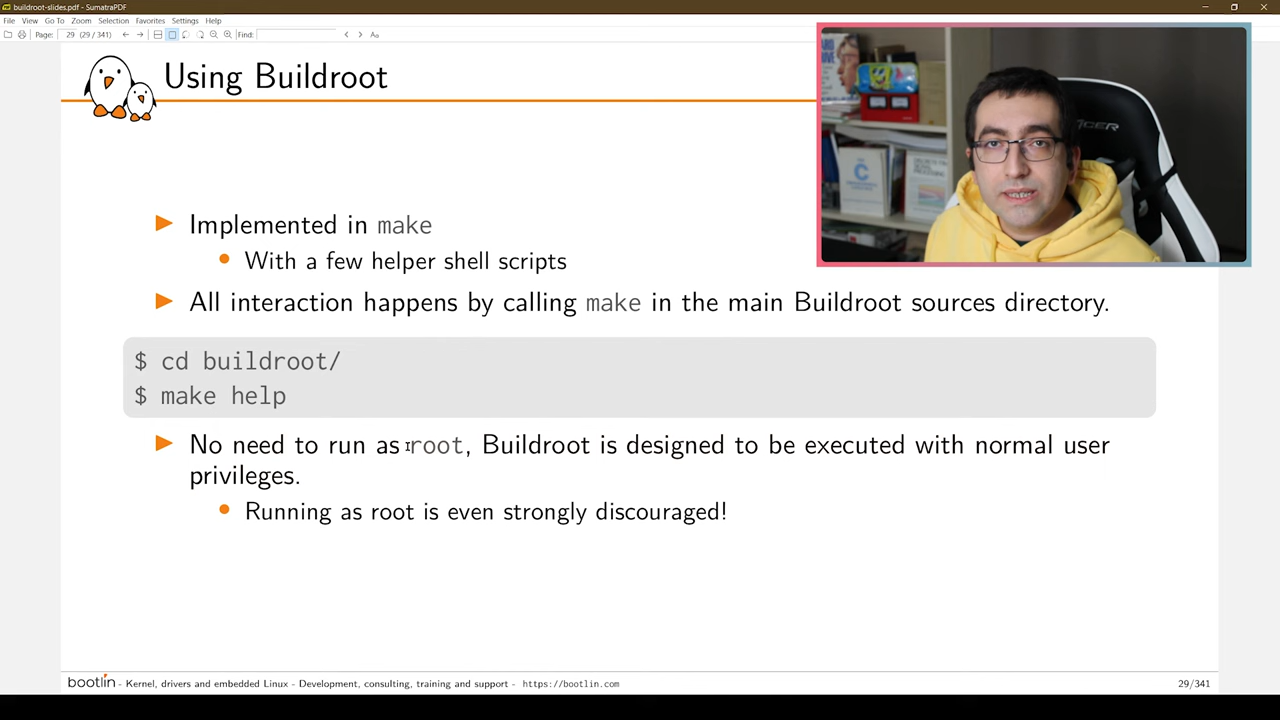 buildroot-slides.pdf - SumatraPDF
File View Go To Zoom Selection Favorites Settings Help
Page: 29 (29 / 341) Find: Aa
Using Buildroot
Implemented in make
With a few helper shell scripts
All interaction happens by calling make in the main Buildroot sources directory.
$ cd buildroot/
$ make help
No need to run as root, Buildroot is designed to be executed with normal user
privileges.
Running as root is even strongly discouraged!
bootlin - Kernel, drivers and embedded Linux - Development, consulting, training and support - https://bootlin.com
29/341